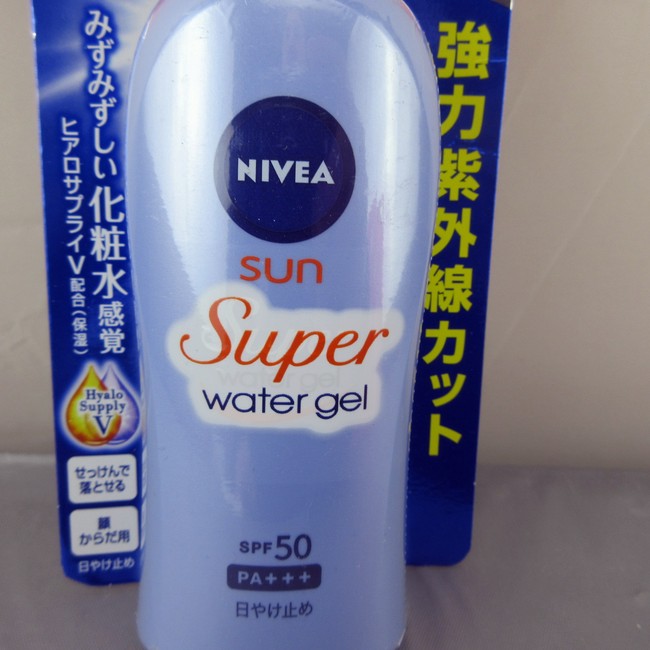 みずみずしい化粧水感覚
ヒアロサプライV配合(保湿)
Hyalo
Supply
V
せっけんで
落とせる
顔
からだ用
日やけ止め
NIVEA
sun
Super
water gel
SPF50
PA+++
日やけ止め
強力紫外線カット